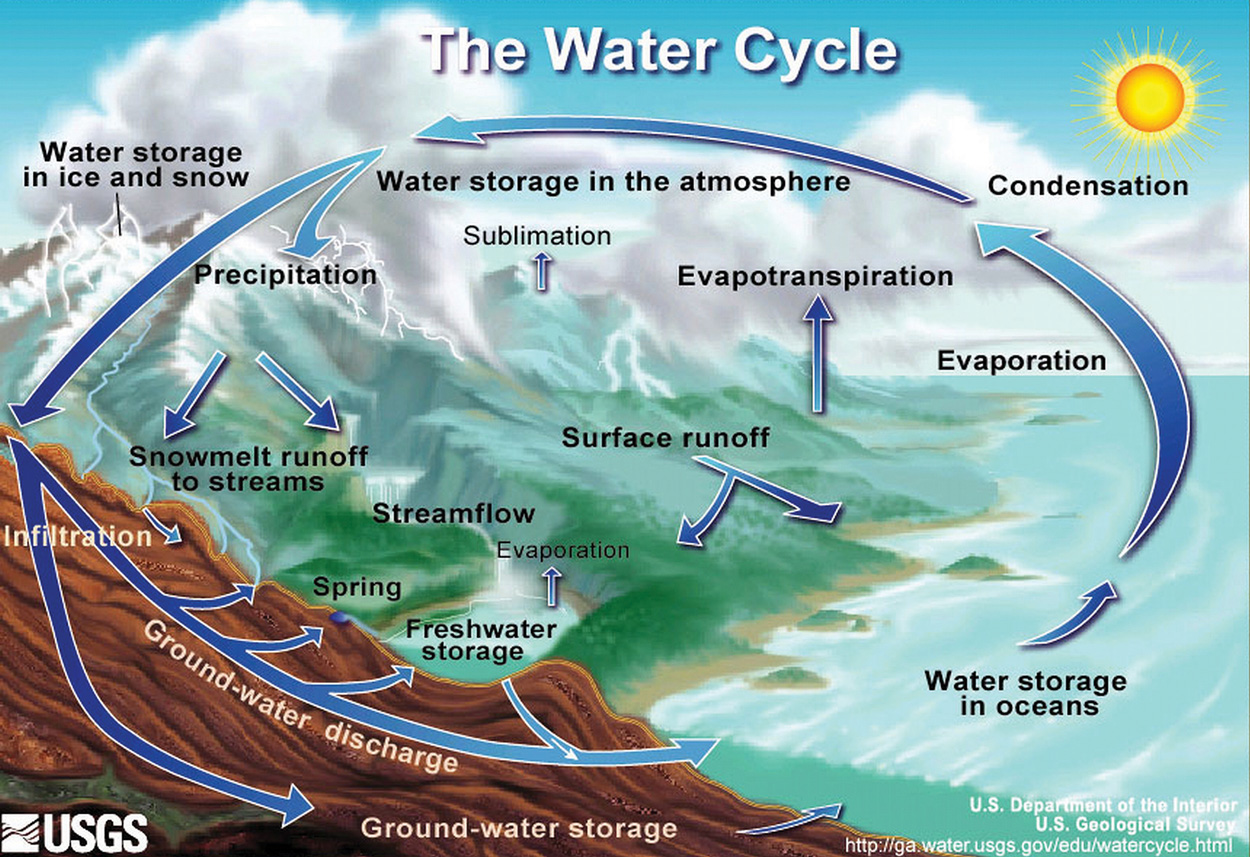 The Water Cycle
Water storage
in ice and snow
Water storage in the atmosphere
Condensation
Sublimation
Precipitation
Evapotranspiration
Evaporation
Surface runoff
Snowmelt runoff
to streams
Streamflow
Infiltration
Evaporation
Spring
Freshwater
storage
Ground-water discharge
Water storage
in oceans
U.S. Department of the Interior
U.S. Geological Survey
http://ga.water.usgs.gov/edu/watercycle.html
USGS
Ground-water storage